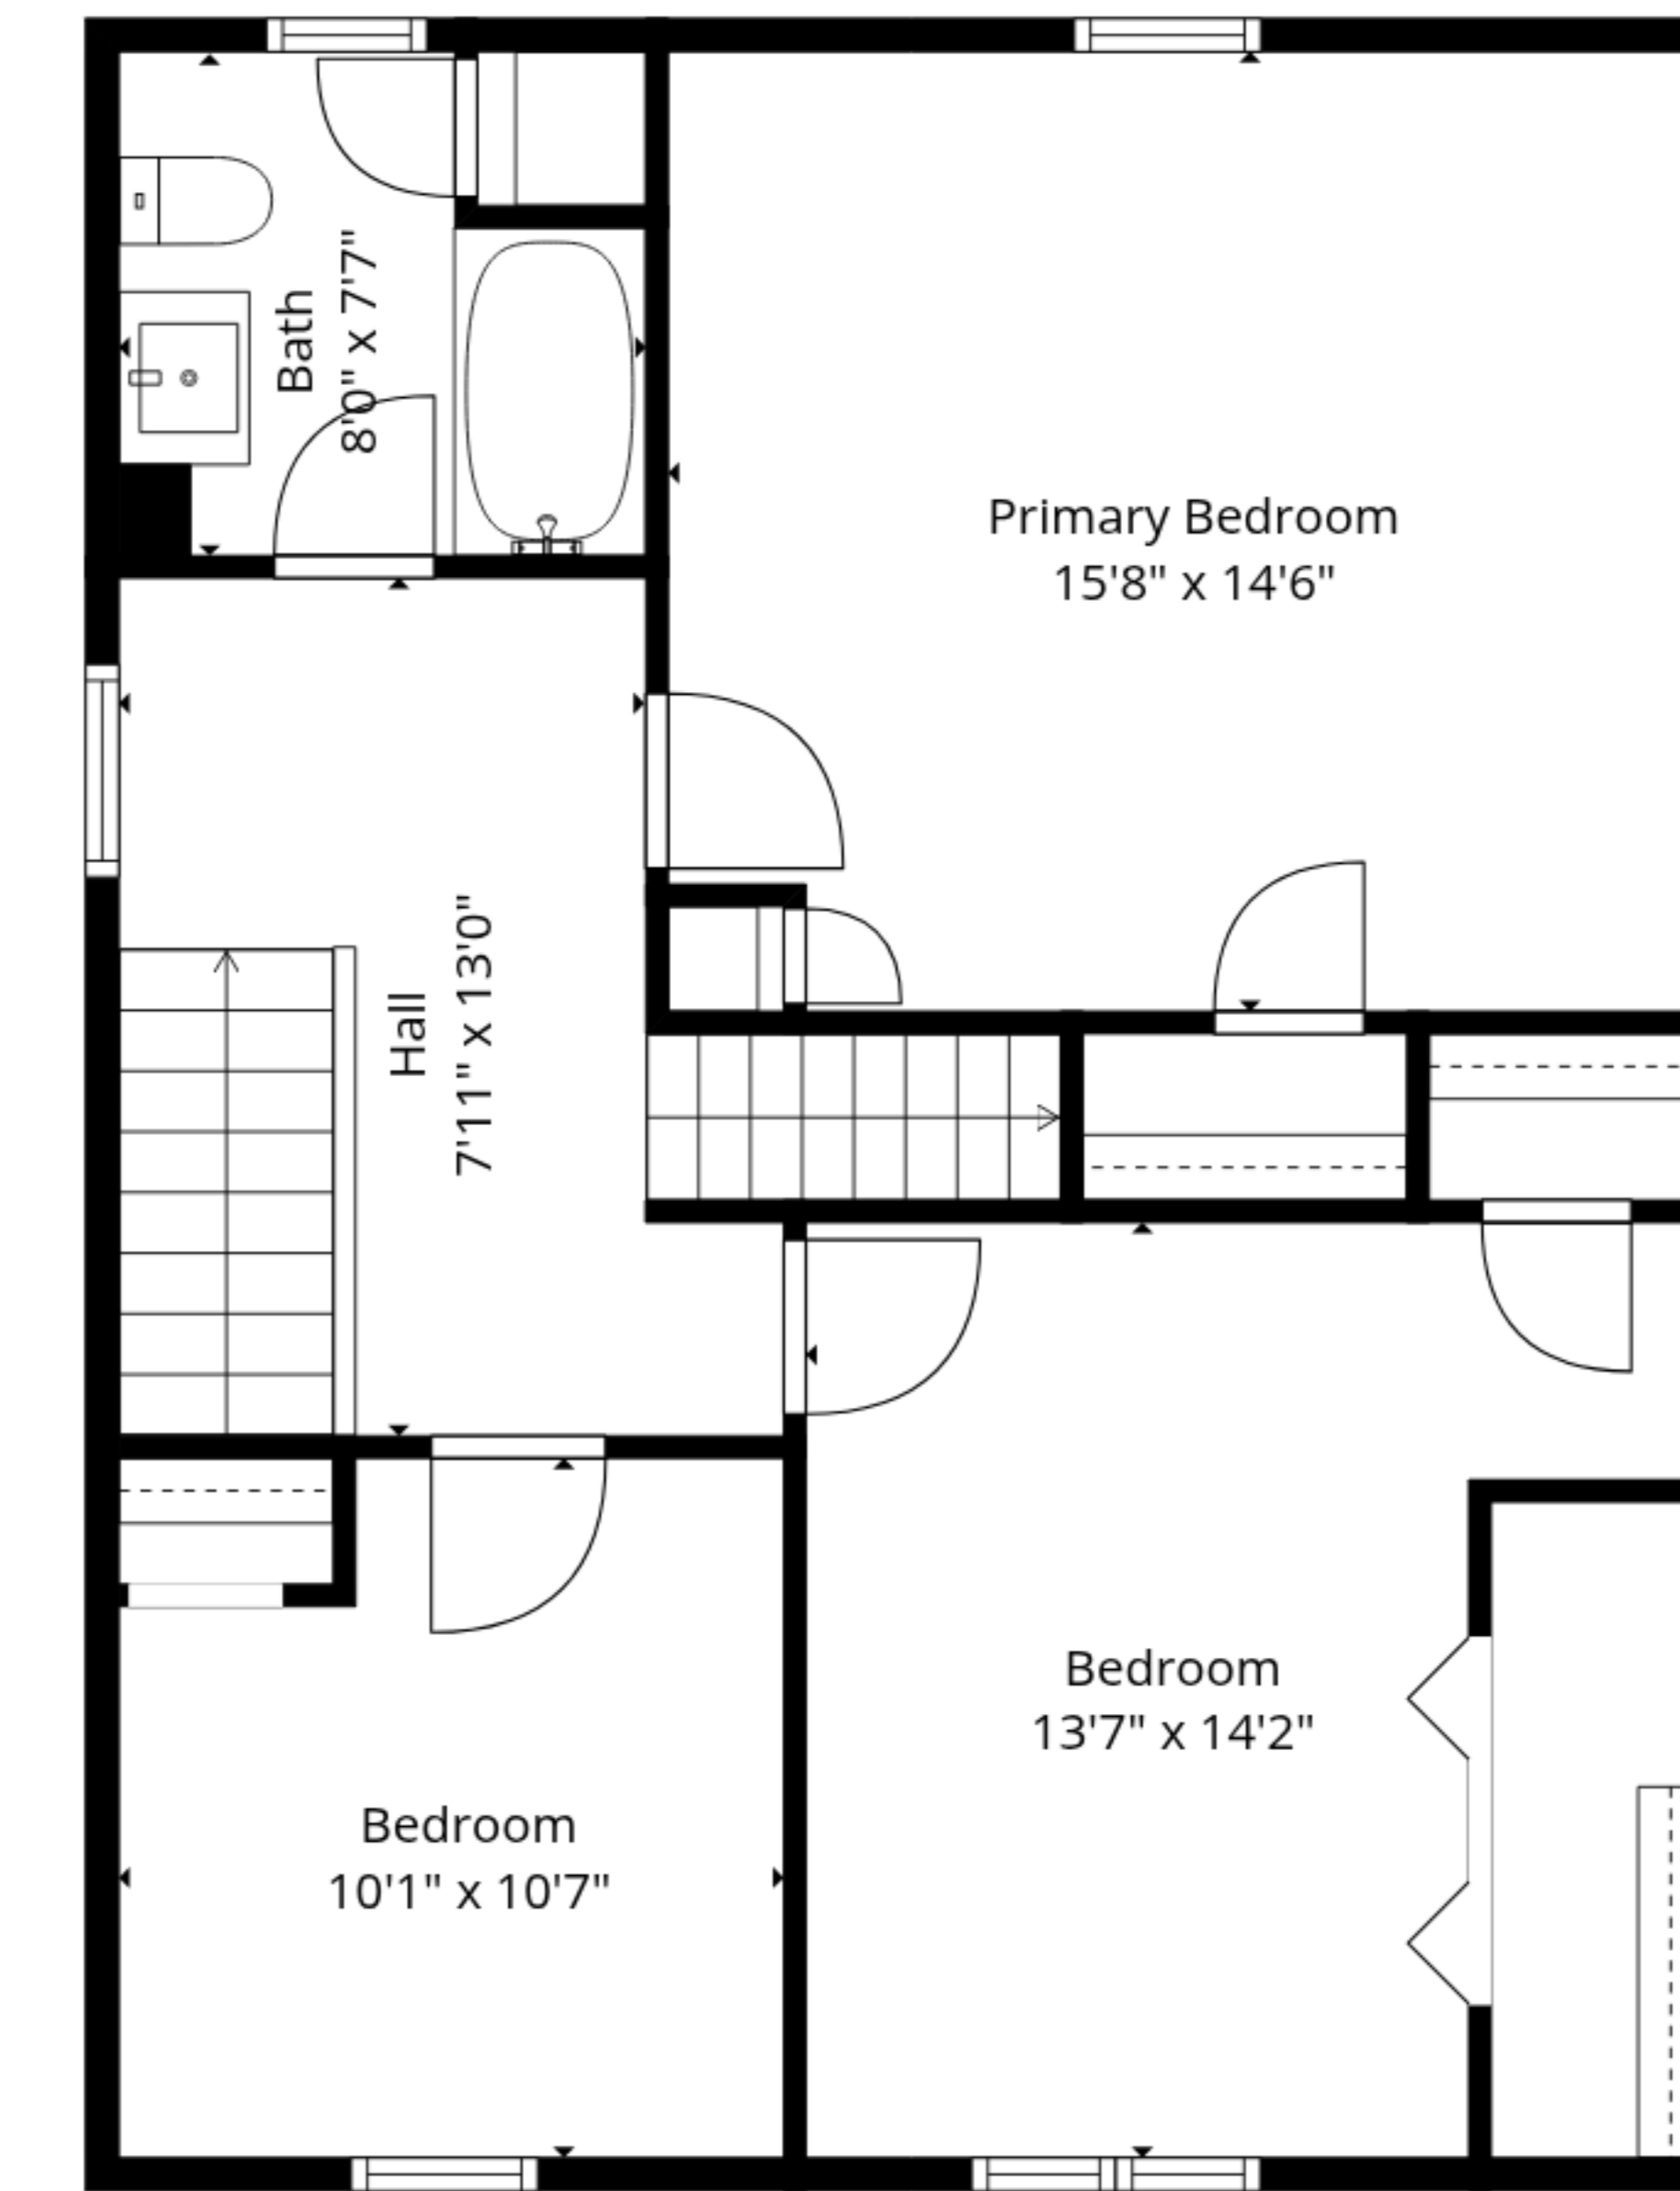 Bath
8'0" x 7'7"
Primary Bedroom
15'8" x 14'6"
Hall
7'11" x 13'0"
Bedroom
13'7" x 14'2"
Bedroom
10'1" x 10'7"